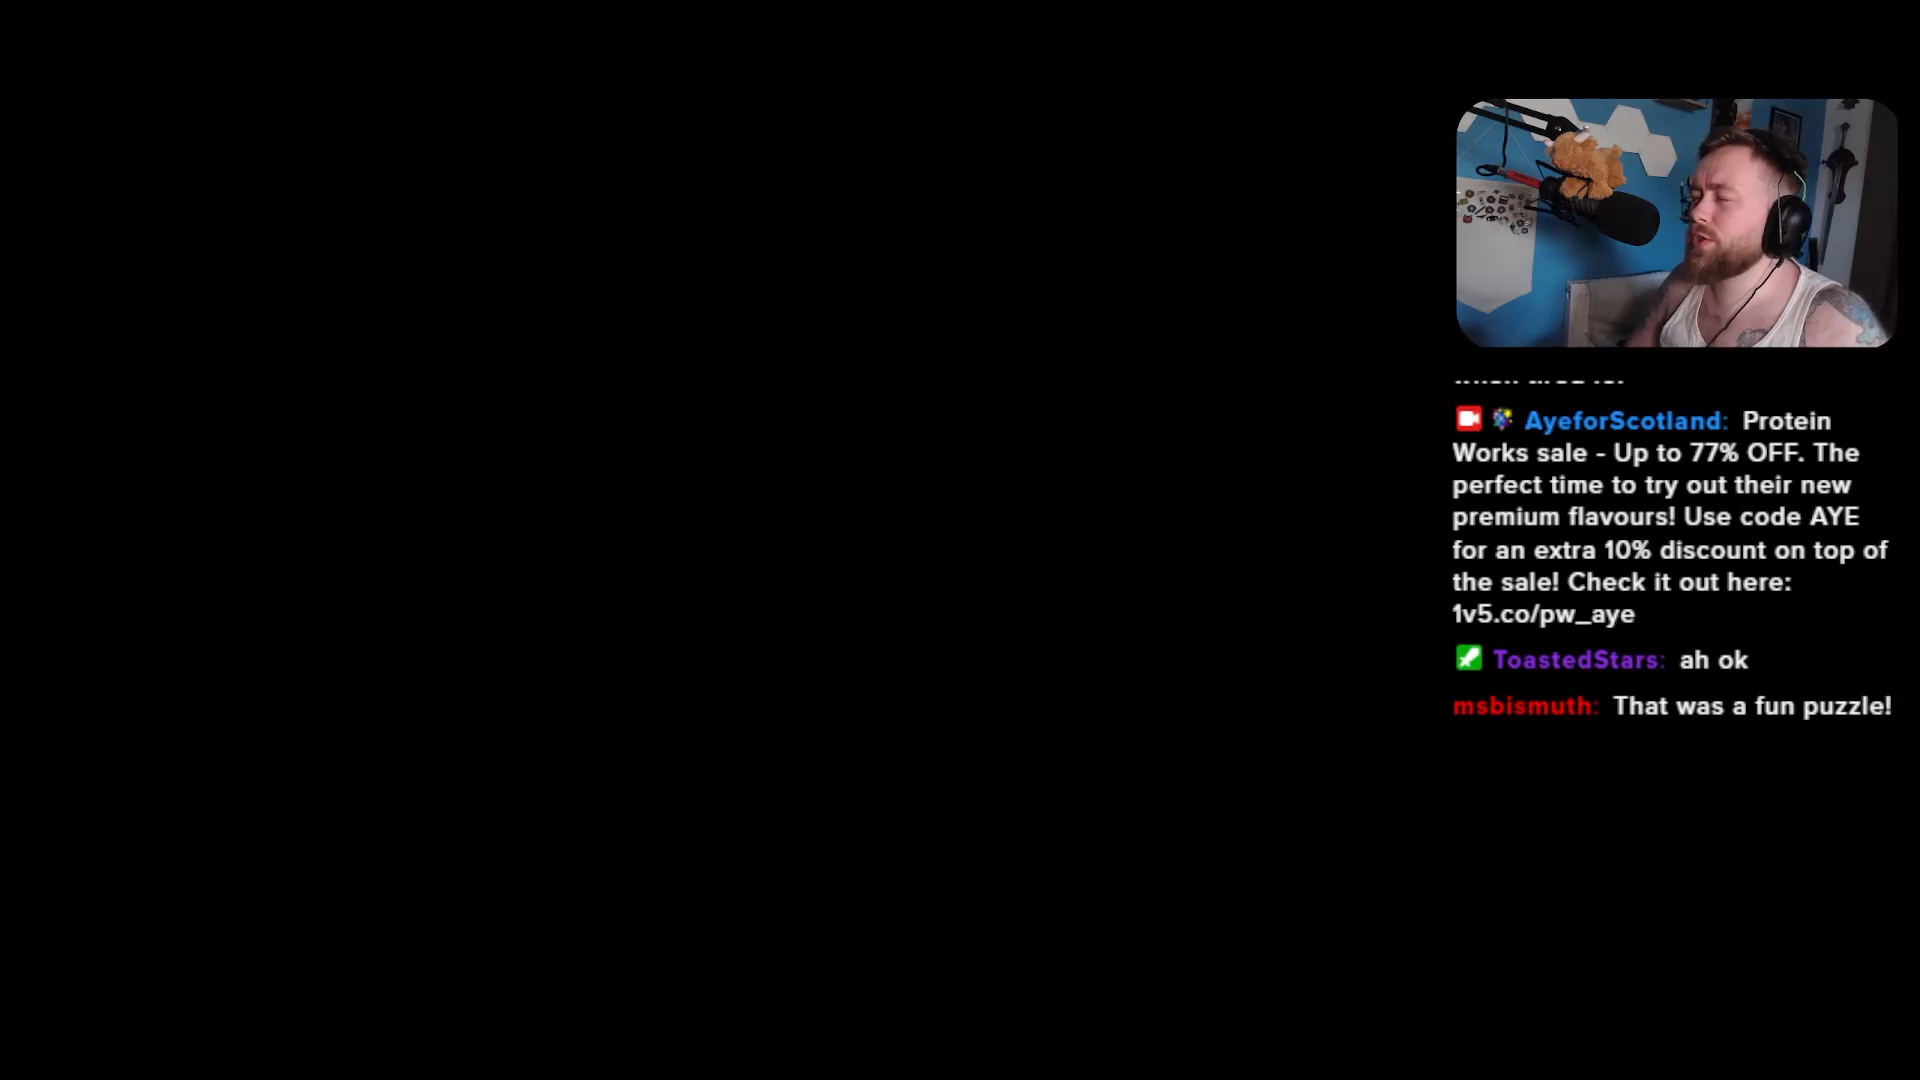 AyeforScotland: Protein
Works sale - Up to 77% OFF. The
perfect time to try out their new
premium flavours! Use code AYE
for an extra 10% discount on top of
the sale! Check it out here:
1v5.co/pw_aye
ToastedStars: ah ok
msbismuth: That was a fun puzzle!